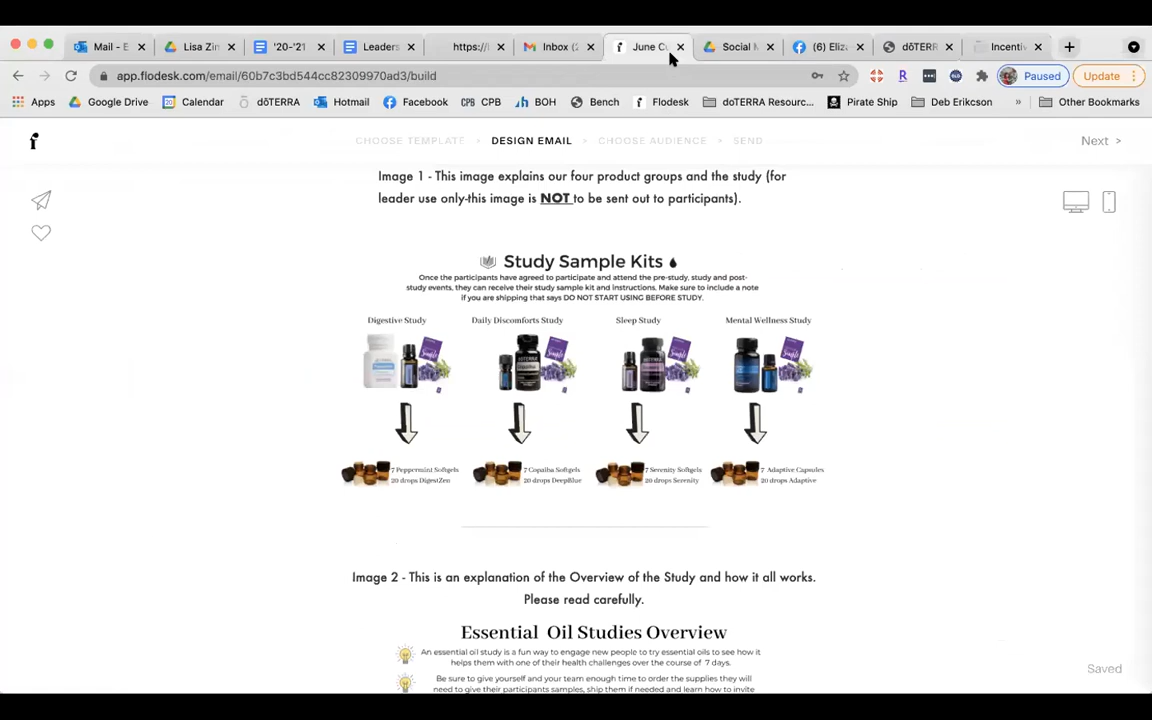 Mail - E
Lisa Zin
'20-'21
Leaders
https://l
Inbox (2
June Cu
Social M
(6) Eliza
dōTERR
Incentiv
app.flodesk.com/email/60b7c3bd544cc82309970ad3/build
Paused
Update
Apps
Google Drive
Calendar
dōTERRA
Hotmail
Facebook
CPB CPB
BOH
Bench
Flodesk
doTERRA Resourc...
Pirate Ship
Deb Erikson
»
Other Bookmarks
CHOOSE TEMPLATE > DESIGN EMAIL > CHOOSE AUDIENCE > SEND
Next >
Image 1 - This image explains our four product groups and the study (for
leader use only-this image is NOT to be sent out to participants).
Study Sample Kits
Once the participants have agreed to participate and attend the pre-study, study and post-
study events, they can receive their study sample kit and instructions. Make sure to include a note
if you are shipping that says DO NOT START USING BEFORE STUDY.
Digestive Study
Daily Discomforts Study
Sleep Study
Mental Wellness Study
7 Peppermint Softgels
20 drops DigestZen
7 Copaiba Softgels
20 drops DeepBlue
7 Serenity Softgels
20 drops Serenity
7 Adaptive Capsules
20 drops Adaptive
Image 2 - This is an explanation of the Overview of the Study and how it all works.
Please read carefully.
Essential Oil Studies Overview
An essential oil study is a fun way to engage new people to try essential oils to see how it
helps them with one of their health challenges over the course of 7 days.
Be sure to give yourself and your team enough time to order the supplies they will
need to give their participants samples, ship them if needed and learn how to invite
Saved